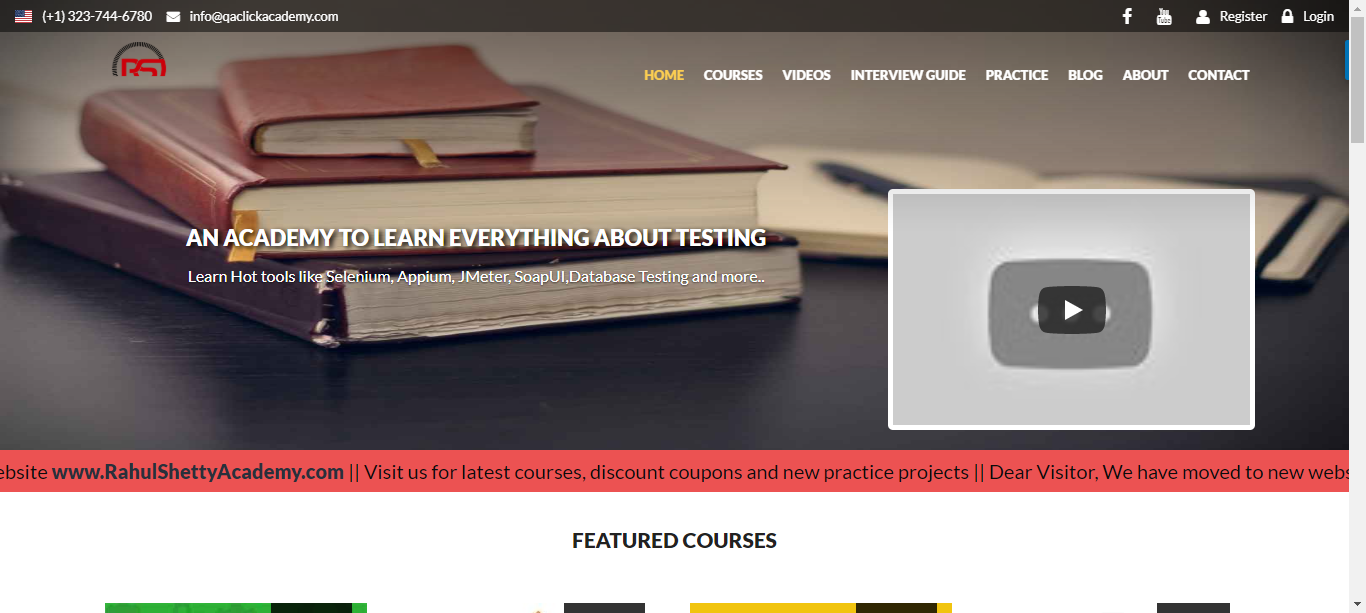 (+1) 323-744-6780 info@qaclickacademy.com Register Login
RSA
HOME COURSES VIDEOS INTERVIEW GUIDE PRACTICE BLOG ABOUT CONTACT
AN ACADEMY TO LEARN EVERYTHING ABOUT TESTING
Learn Hot tools like Selenium, Appium, JMeter, SoapUI,Database Testing and more..
ebsite www.RahulShettyAcademy.com || Visit us for latest courses, discount coupons and new practice projects || Dear Visitor, We have moved to new webs
FEATURED COURSES